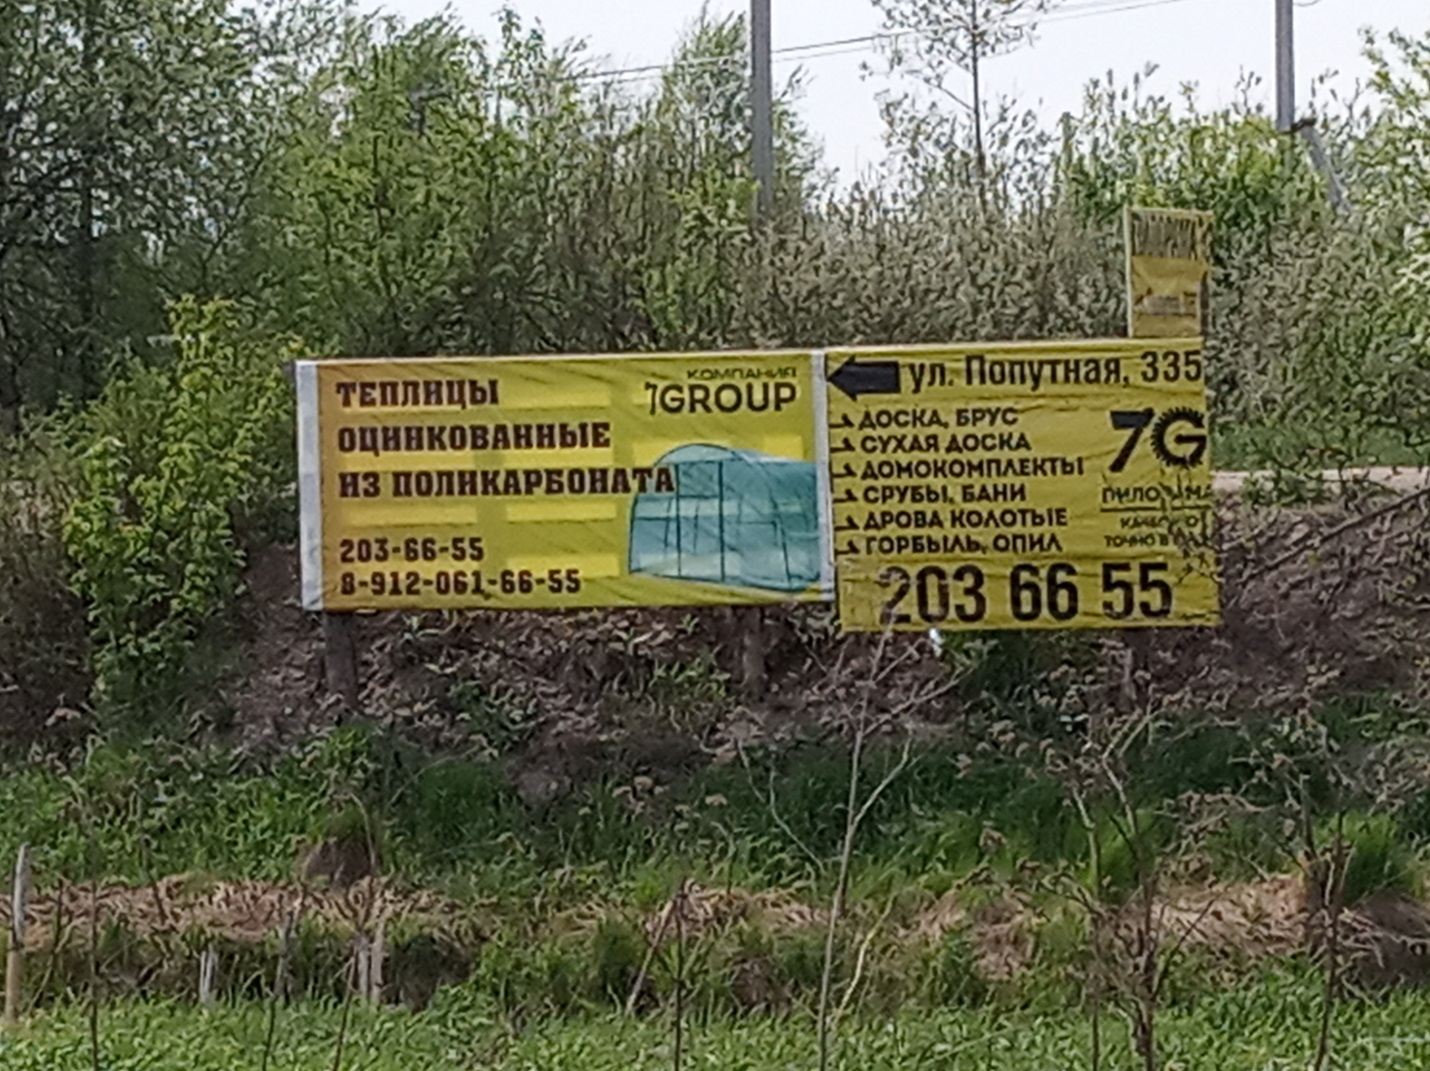 ТЕПЛИЦЫ
ОЦИНКОВАННЫЕ
ИЗ ПОЛИКАРБОНАТА
203-66-55
8-912-061-66-55
КОМПАНИЯ
7GROUP
ул. Попутная, 335
ДОСКА, БРУС
СУХАЯ ДОСКА
ДОМОКОМПЛЕКТЫ
СРУБЫ, БАНИ
ДРОВА КОЛОТЫЕ
ГОРБЫЛЬ, ОПИЛ
7G
ТОЧНО В
203 66 55